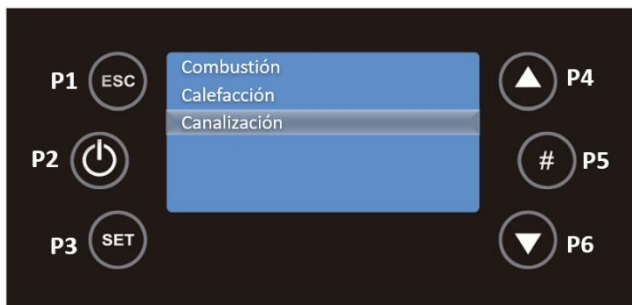 P1 ESC
Combustión
Calefacción
Canalización
P2
P3 SET
P4
# P5
P6